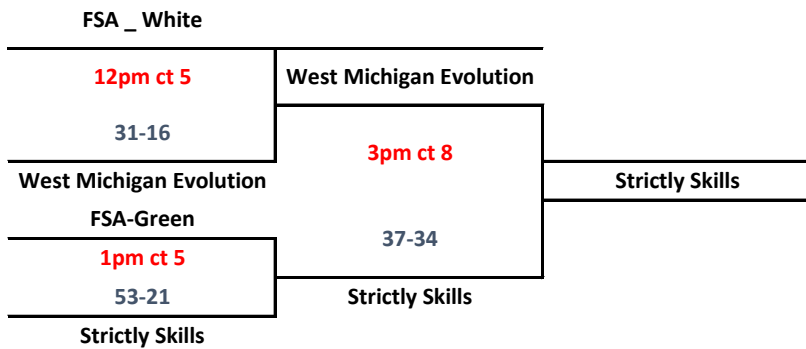 FSA _ White
12pm ct 5
West Michigan Evolution
31-16
3pm ct 8
West Michigan Evolution
Strictly Skills
FSA-Green
37-34
1pm ct 5
53-21
Strictly Skills
Strictly Skills